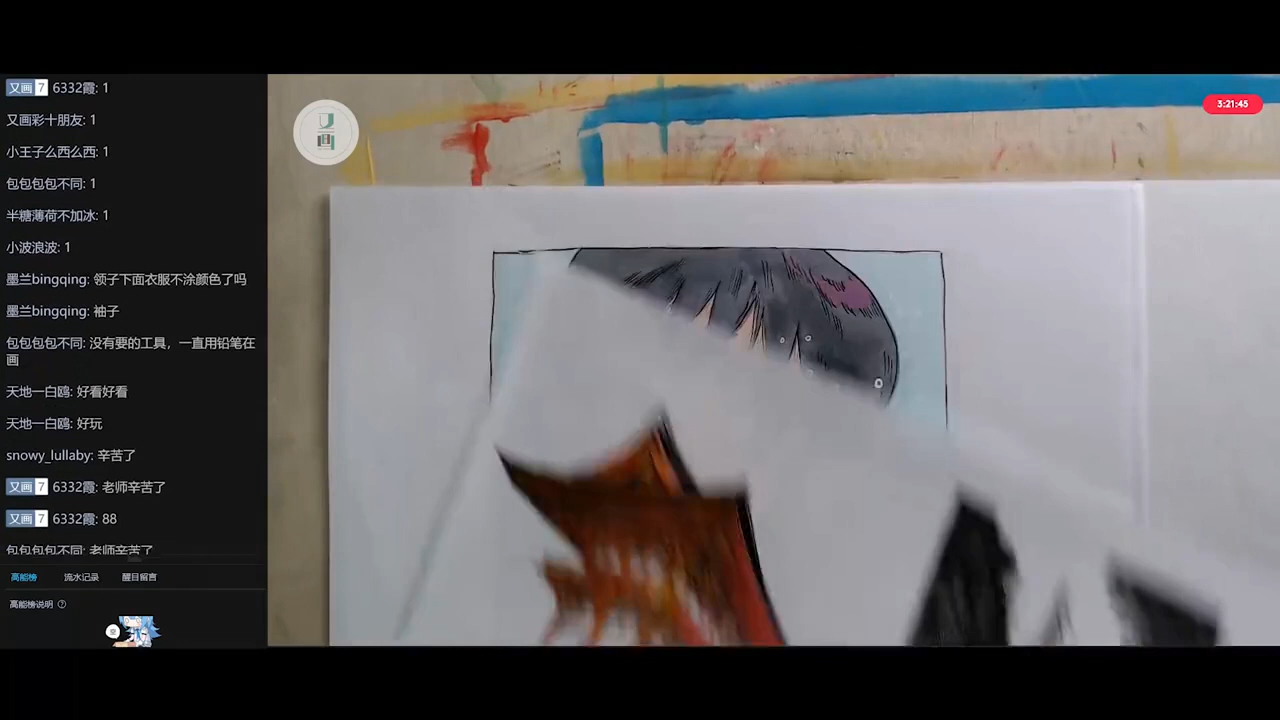 又画 7 6332霞: 1
又画彩十朋友: 1
小王子么西么西: 1
包包包包不同: 1
半糖薄荷不加冰: 1
小波浪波: 1
墨兰bingqing: 领子下面衣服不涂颜色了吗
墨兰bingqing: 袖子
包包包包不同: 没有要的工具，一直用铅笔在
画
天地一白鸥: 好看好看
天地一白鸥: 好玩
snowy_lullaby: 辛苦了
又画 7 6332霞: 老师辛苦了
又画 7 6332霞: 88
包包包包不同: 老师辛苦了
高能榜 流水记录 醒目留言
高能榜说明 ?
3:21:45